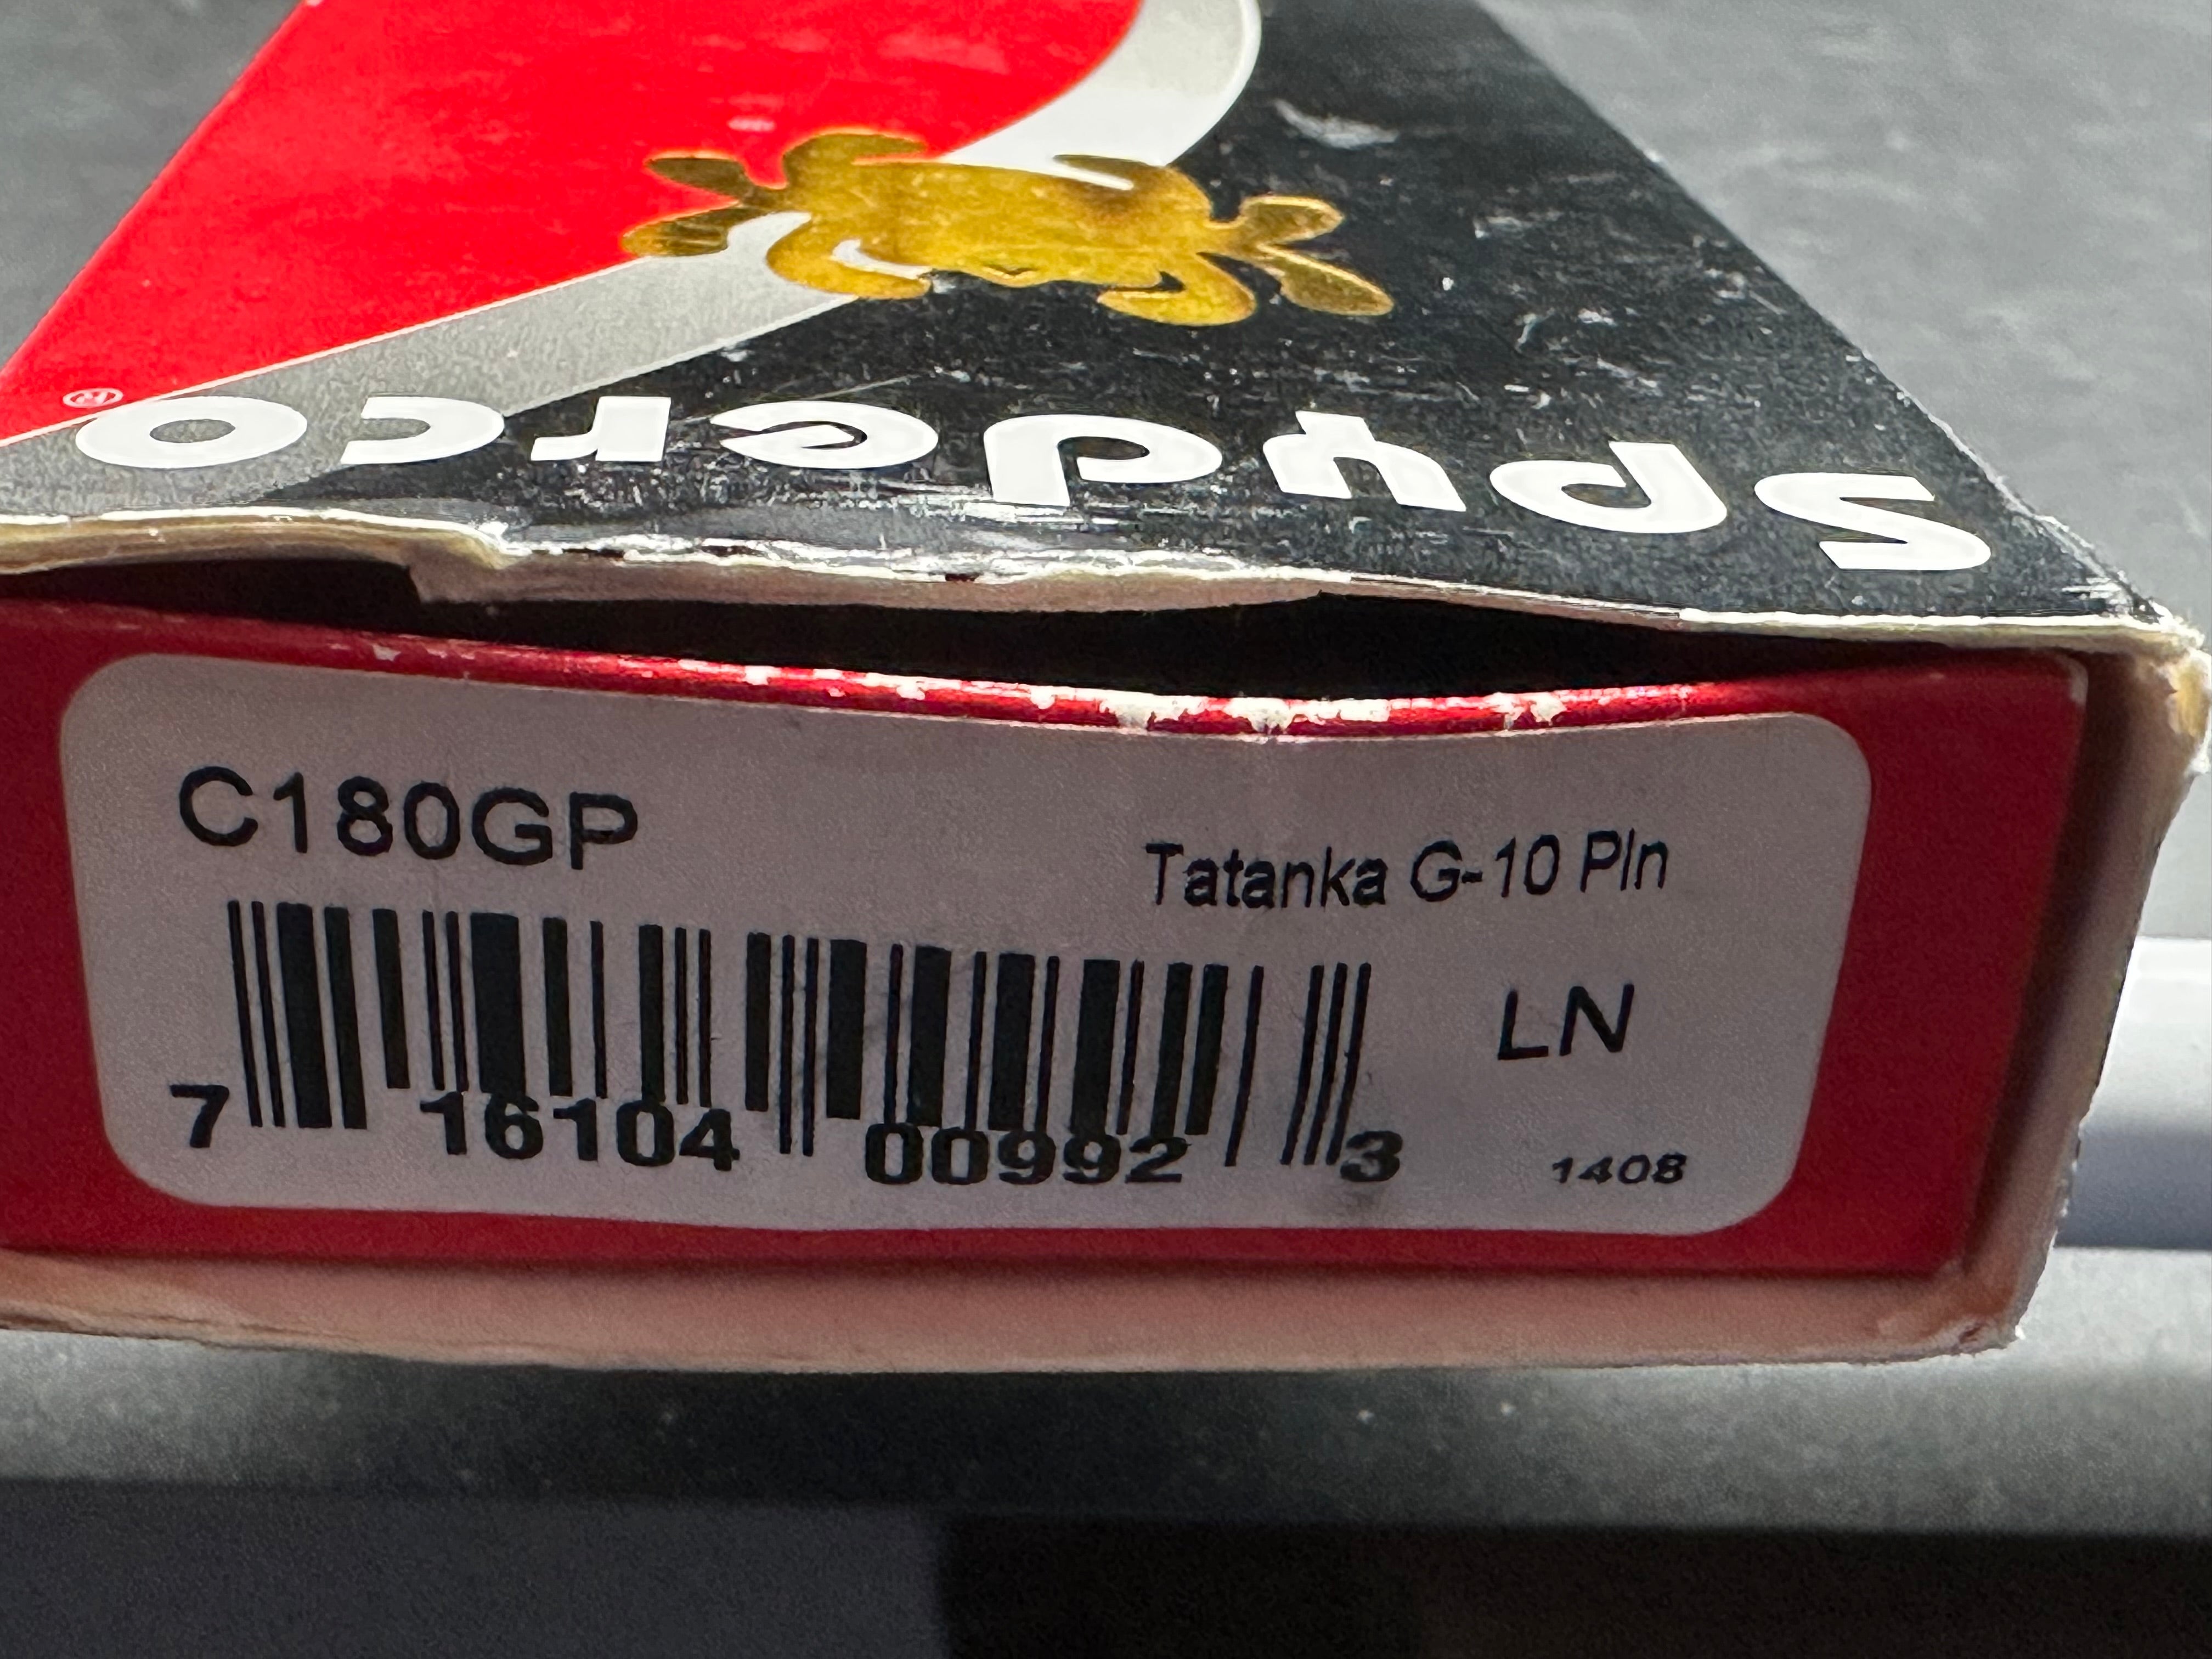 Spyderco®
C180GP
Tatanka G-10 Pln
LN
7 16104 00992 3
1408